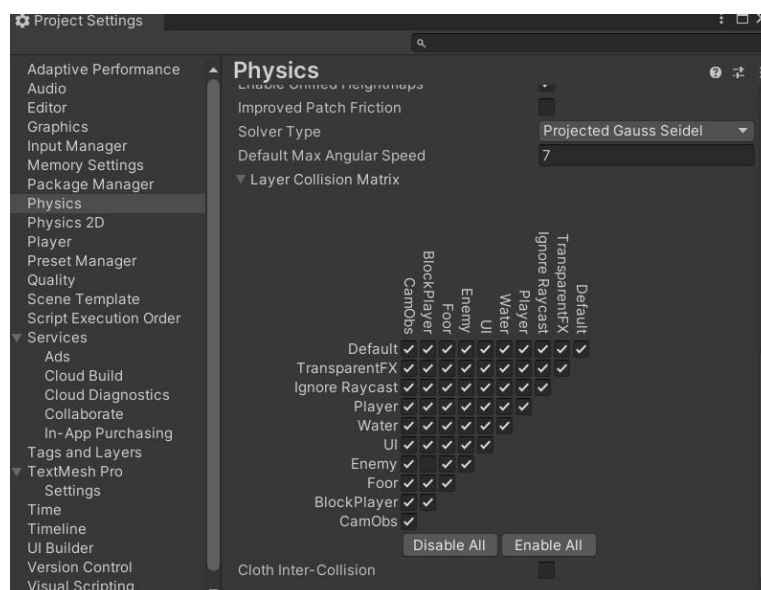 Project Settings
Adaptive Performance
Audio
Editor
Graphics
Input Manager
Memory Settings
Package Manager
Physics
Physics 2D
Player
Preset Manager
Quality
Scene Template
Script Execution Order
Services
Ads
Cloud Build
Cloud Diagnostics
Collaborate
In-App Purchasing
Tags and Layers
TextMesh Pro
Settings
Time
Timeline
UI Builder
Version Control
Visual Scripting
Physics
Enable Unified Heightmaps
Improved Patch Friction
Solver Type Projected Gauss Seidel
Default Max Angular Speed 7
Layer Collision Matrix
CamObs
BlockPlayer
Foor
Enemy
UI
Water
Player
Ignore Raycast
TransparentFX
Default
Default
TransparentFX
Ignore Raycast
Player
Water
UI
Enemy
Foor
BlockPlayer
CamObs
Disable All Enable All
Cloth Inter-Collision